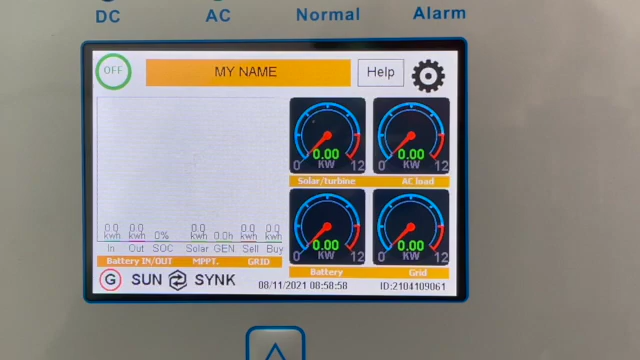 DC AC Normal Alarm
OFF MY NAME Help
0.00 KW 0 12
0.00 KW 0 12
Solar/turbine AC load
0.00 KW 0 12
0.00 KW 0 12
Battery Grid
0.0 0.0 0.0 0.0 0.0
kwh kwh 0% kwh 0.0h kwh kwh
In Out SOC Solar GEN. Sell Buy
Battery IN/OUT MPPT. GRID
G SUN SYNK 08/11/2021 08:58:58 ID:2104109061